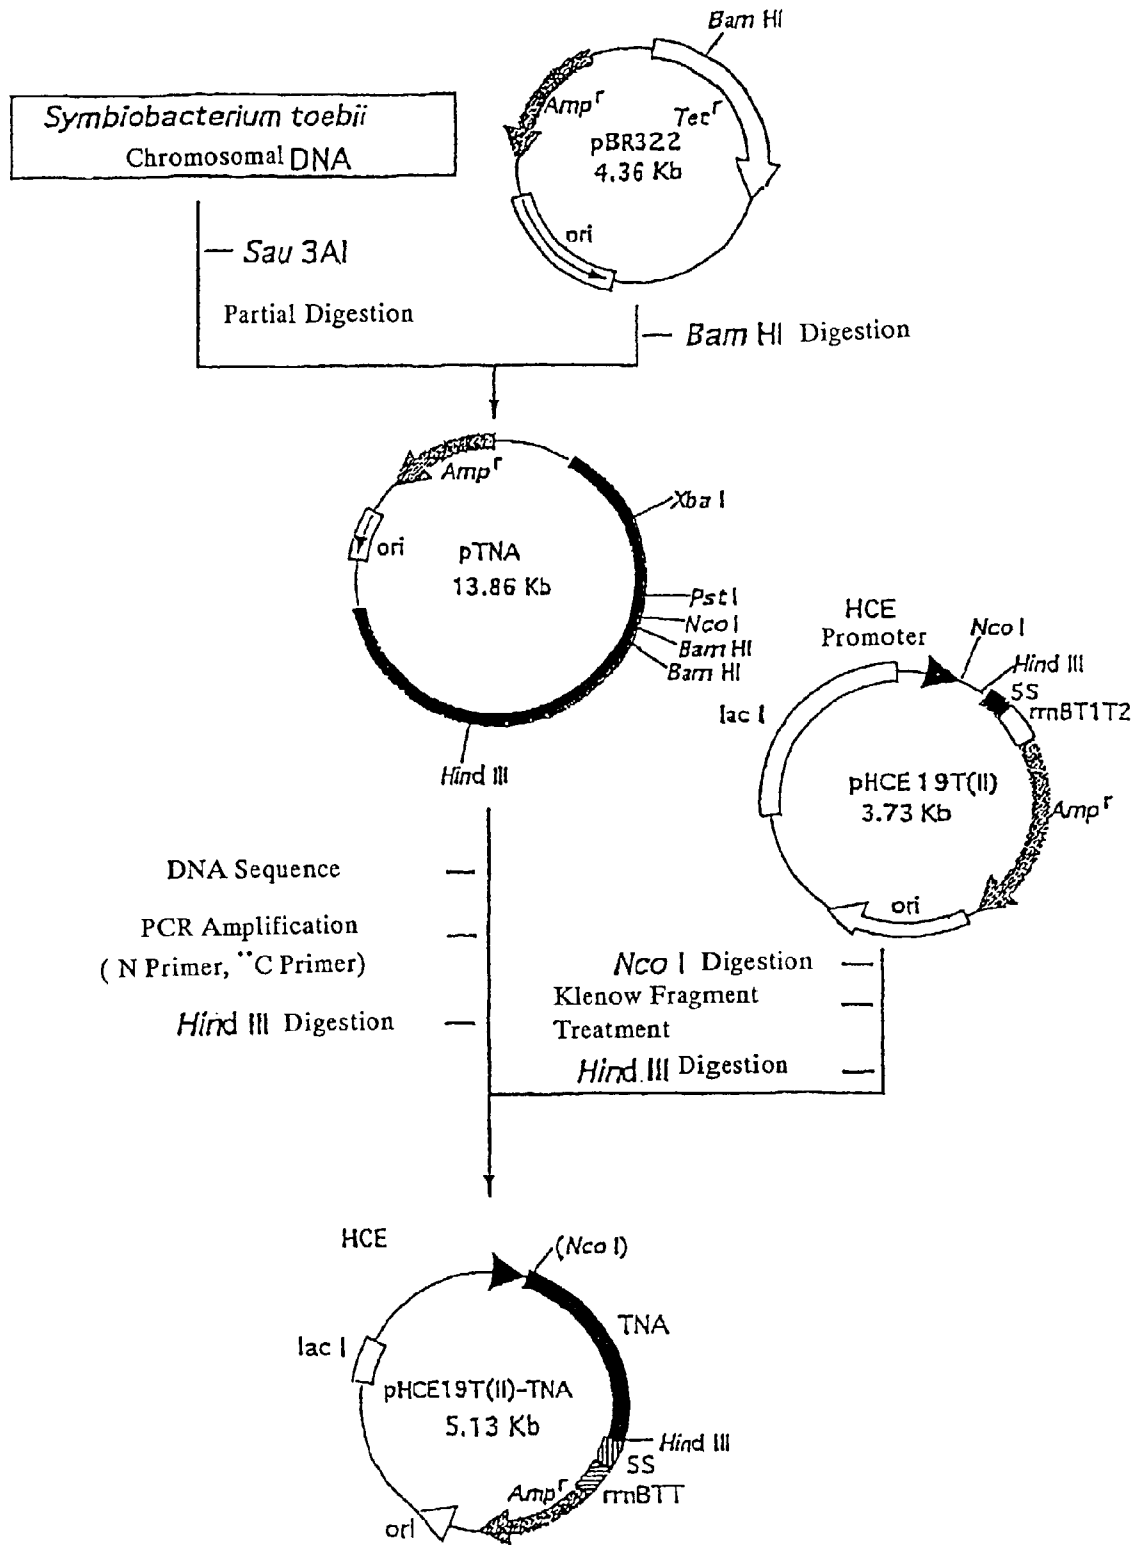 Bam HI
Symbiobacterium toebii
Chromosomal DNA
Amp r
Tet r
pBR322
4.36 Kb
ori
Sau 3AI
Partial Digestion
Bam HI Digestion
Amp r
ori
pTNA
13.86 Kb
Xba I
Pst I
Nco I
Bam HI
Bam HI
Hind III
HCE
Promoter
Nco I
Hind III
5S
rrnBT1T2
lac I
pHCE 19T(II)
3.73 Kb
Amp r
ori
DNA Sequence
PCR Amplification
( N Primer, ¨C Primer)
Hind III Digestion
Nco I Digestion
Klenow Fragment
Treatment
Hind.III Digestion
HCE
(Nco I)
TNA
lac I
pHCE19T(II)-TNA
5.13 Kb
Hind III
5S
rrnBTT
Amp r
ori